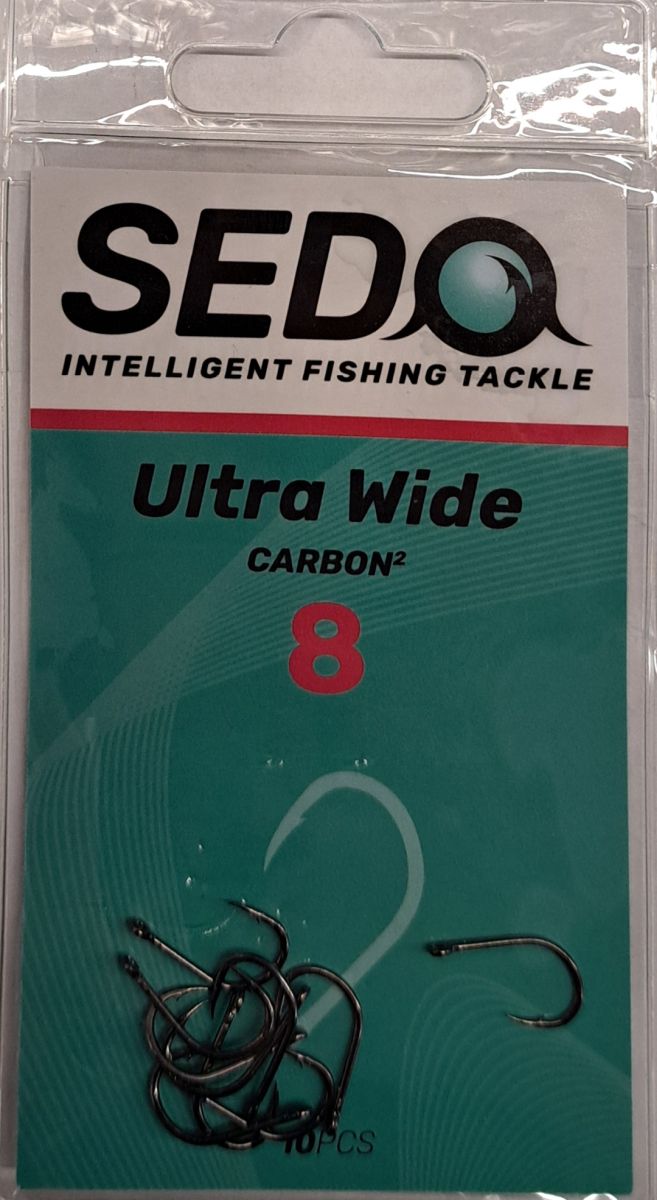 SEDO
INTELLIGENT FISHING TACKLE
Ultra Wide
CARBON²
8
10PCS